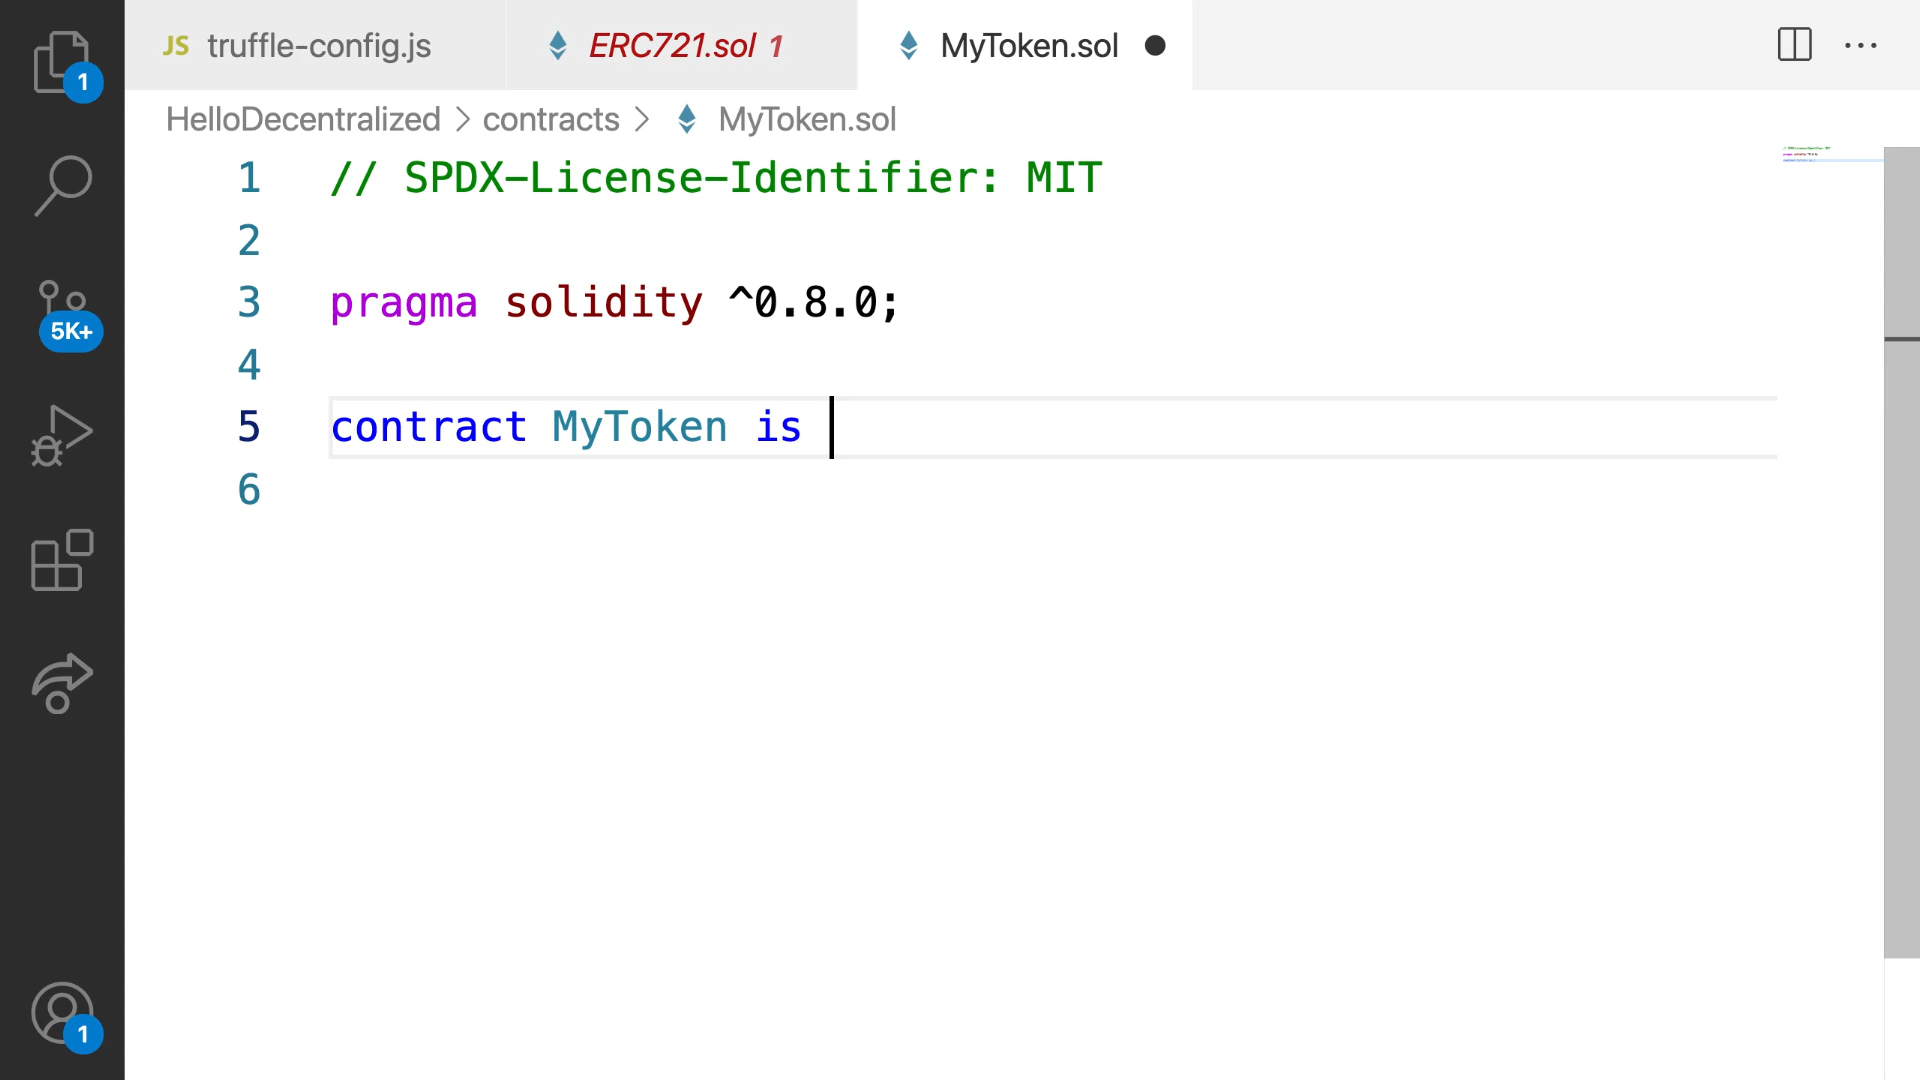 JS truffle-config.js
ERC721.sol 1
MyToken.sol
1
HelloDecentralized > contracts > MyToken.sol
1 // SPDX-License-Identifier: MIT
2
3 pragma solidity ^0.8.0;
4
5 contract MyToken is
6
5K+
1